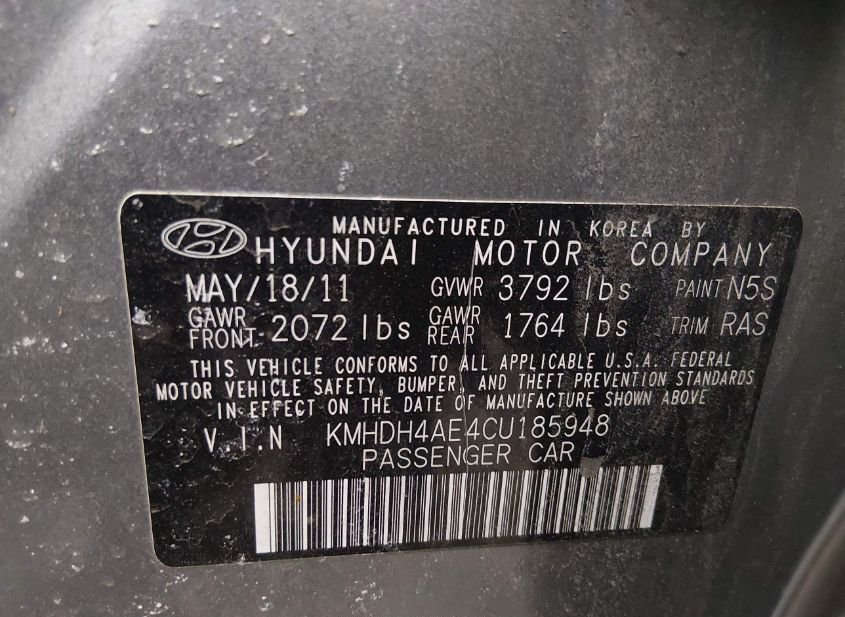 MANUFACTURED IN KOREA BY
HYUNDAI MOTOR COMPANY
MAY/18/11 GVWR 3792 lbs PAINT N5S
GAWR FRONT 2072 lbs GAWR REAR 1764 lbs TRIM RAS
THIS VEHICLE CONFORMS TO ALL APPLICABLE U.S.A. FEDERAL
MOTOR VEHICLE SAFETY, BUMPER, AND THEFT PREVENTION STANDARDS
IN EFFECT ON THE DATE OF MANUFACTURE SHOWN ABOVE
V.I.N KMHDH4AE4CU185948
PASSENGER CAR